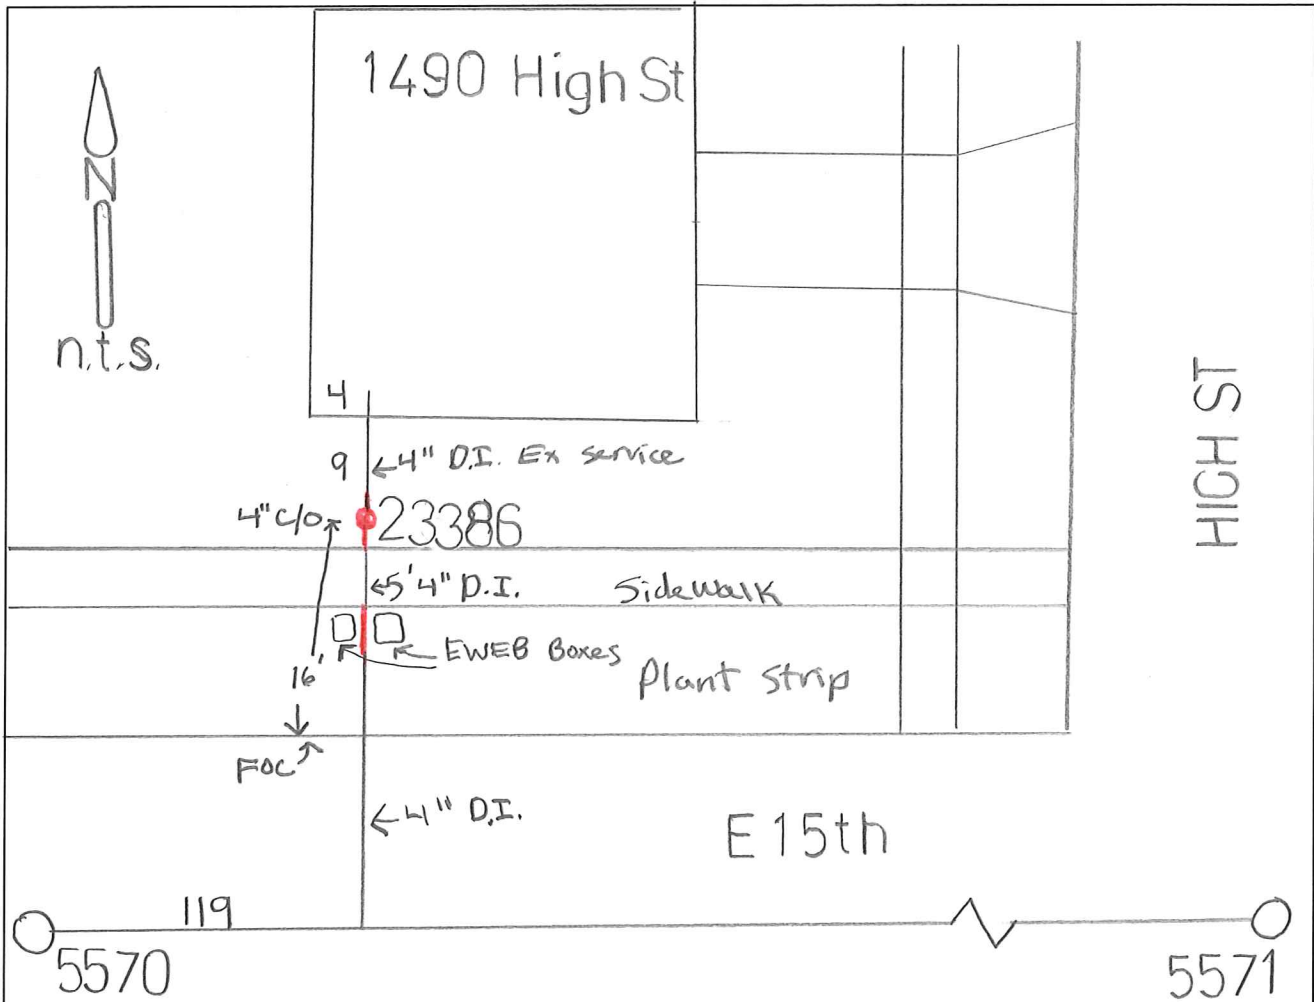 1490 High St
N
n.t.s.
4
9
←4" D.I. Ex service
4" c/o
23386
←5'4" D.I.
Sidewalk
EWEB Boxes
Plant Strip
16'
FOC
←4" D.I.
E 15th
HIGH ST
119
5570
5571